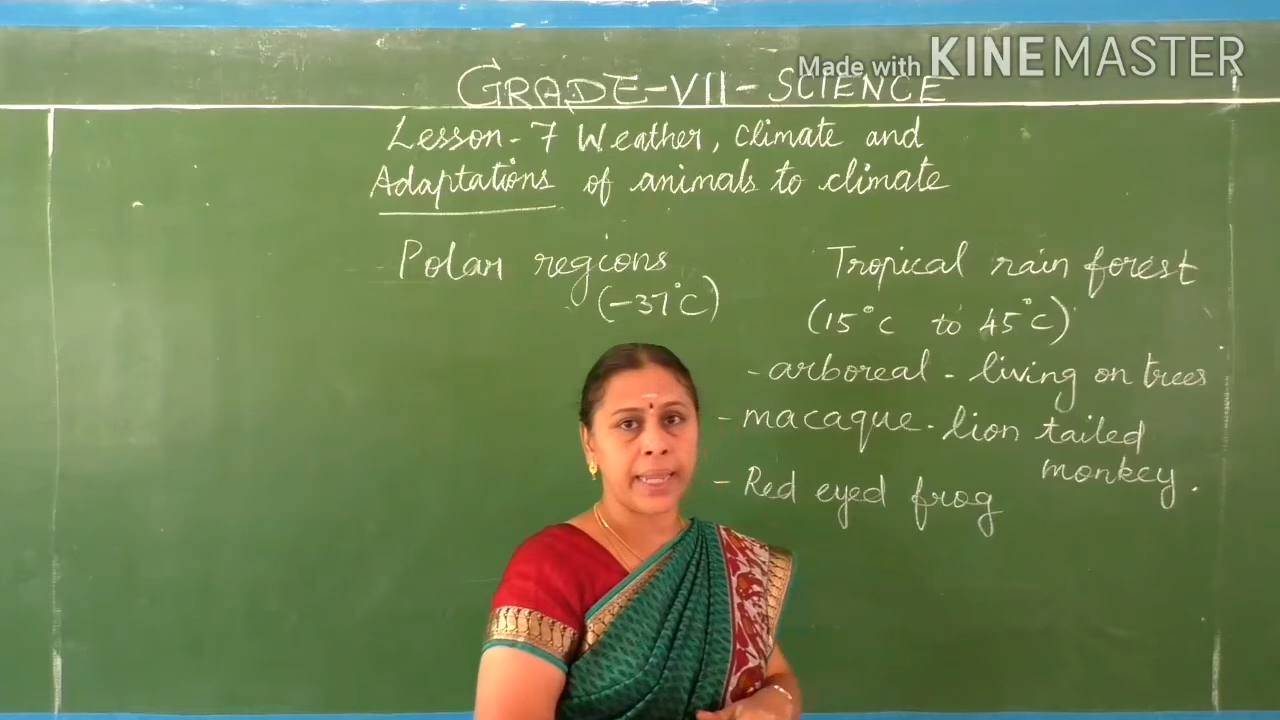 Made with KINEMASTER
GRADE-VII-SCIENCE
Lesson-7 Weather, Climate and
Adaptations of animals to climate
Polar regions
(-37°C)
Tropical rain forest
(15°C to 45°C)
- arboreal - living on trees
- macaque - lion tailed
monkey.
- Red eyed frog